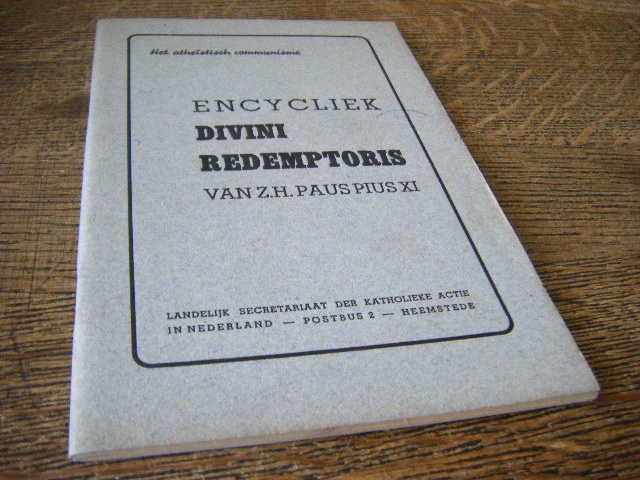 Het atheïstisch communisme
ENCYCLIEK
DIVINI
REDEMPTORIS
VAN Z.H. PAUS PIUS XI
LANDELIJK SECRETARIAAT DER KATHOLIEKE ACTIE
IN NEDERLAND — POSTBUS 2 — HEEMSTEDE